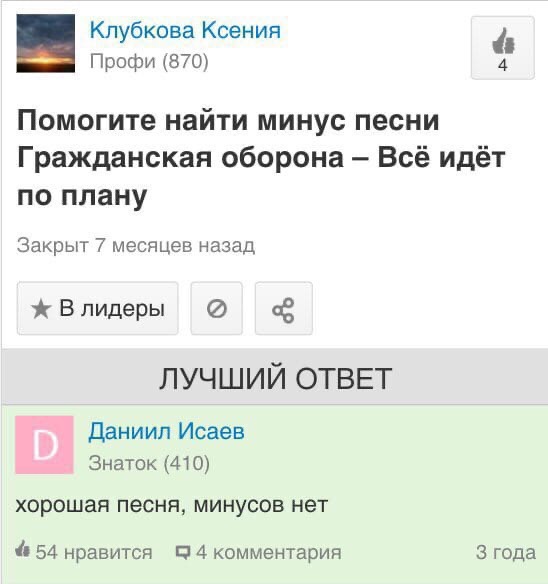 Клубкова Ксения
Профи (870)
4
Помогите найти минус песни
Гражданская оборона – Всё идёт
по плану
Закрыт 7 месяцев назад
В лидеры
ЛУЧШИЙ ОТВЕТ
D
Даниил Исаев
Знаток (410)
хорошая песня, минусов нет
54 нравится 4 комментария 3 года